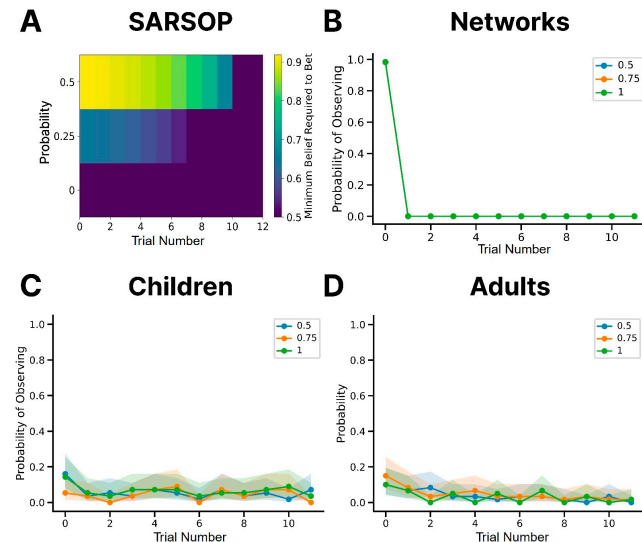 A SARSOP
Probability
0.5
0.25
0
0 2 4 6 8 10 12
Trial Number
0.9
0.8
0.7
0.6
0.5
Minimum Belief Required to Bet
B Networks
Probability of Observing
1.0
0.8
0.6
0.4
0.2
0.0
0 2 4 6 8 10
Trial Number
0.5
0.75
1
C Children
Probability of Observing
1.0
0.8
0.6
0.4
0.2
0.0
0 2 4 6 8 10
Trial Number
0.5
0.75
1
D Adults
Probability
1.0
0.8
0.6
0.4
0.2
0.0
0 2 4 6 8 10
Trial Number
0.5
0.75
1